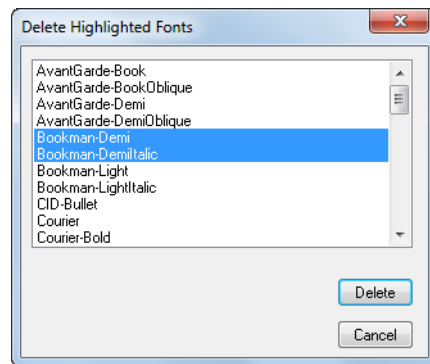 Delete Highlighted Fonts
AvantGarde-Book
AvantGarde-BookOblique
AvantGarde-Demi
AvantGarde-DemiOblique
Bookman-Demi
Bookman-DemiItalic
Bookman-Light
Bookman-LightItalic
CID-Bullet
Courier
Courier-Bold
Delete
Cancel